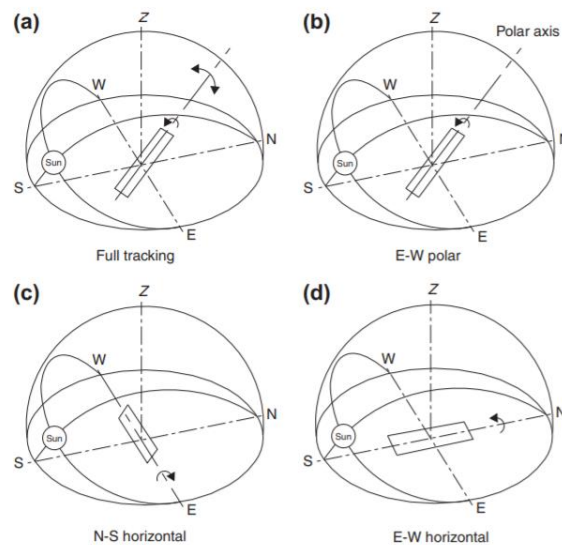 (a)
Z
W
N
Sun
S
E
Full tracking
(b)
Polar axis
Z
W
N
Sun
S
E
E-W polar
(c)
Z
W
N
Sun
S
E
N-S horizontal
(d)
Z
W
N
Sun
S
E
E-W horizontal